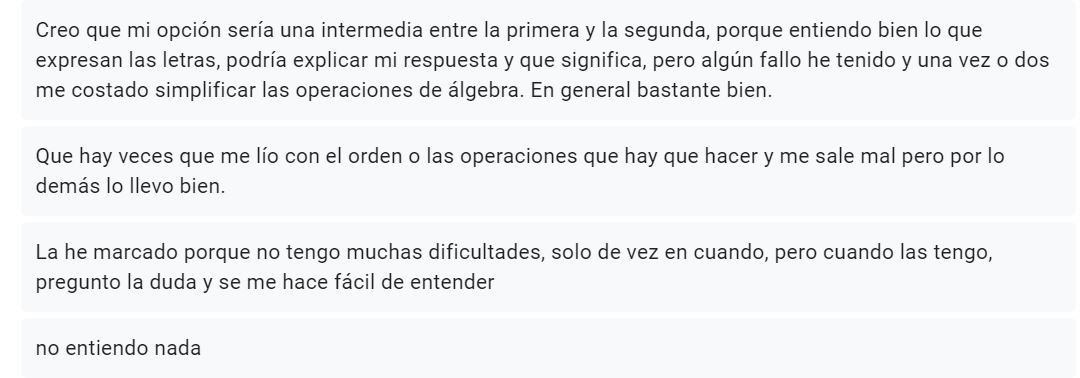 Creo que mi opción sería una intermedia entre la primera y la segunda, porque entiendo bien lo que
expresan las letras, podría explicar mi respuesta y que significa, pero algún fallo he tenido y una vez o dos
me costado simplificar las operaciones de álgebra. En general bastante bien.
Que hay veces que me lío con el orden o las operaciones que hay que hacer y me sale mal pero por lo
demás lo llevo bien.
La he marcado porque no tengo muchas dificultades, solo de vez en cuando, pero cuando las tengo,
pregunto la duda y se me hace fácil de entender
no entiendo nada